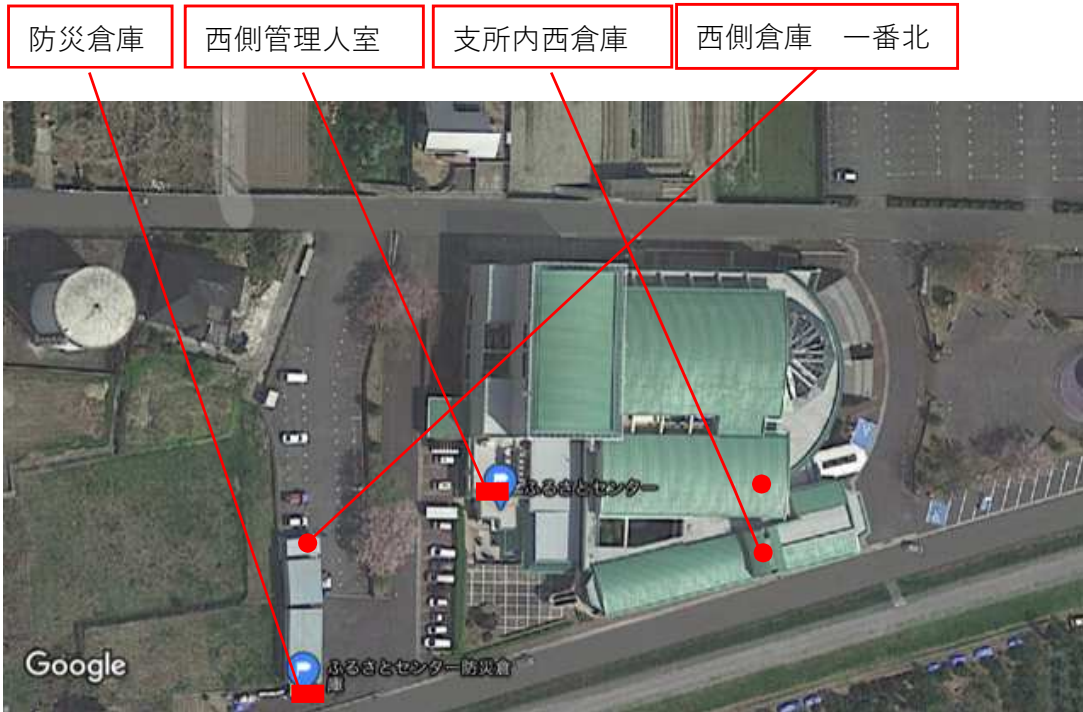 防災倉庫
西側管理人室
支所内西倉庫
西側倉庫　一番北
ふるさとセンター
ふるさとセンター防災倉
庫
Google